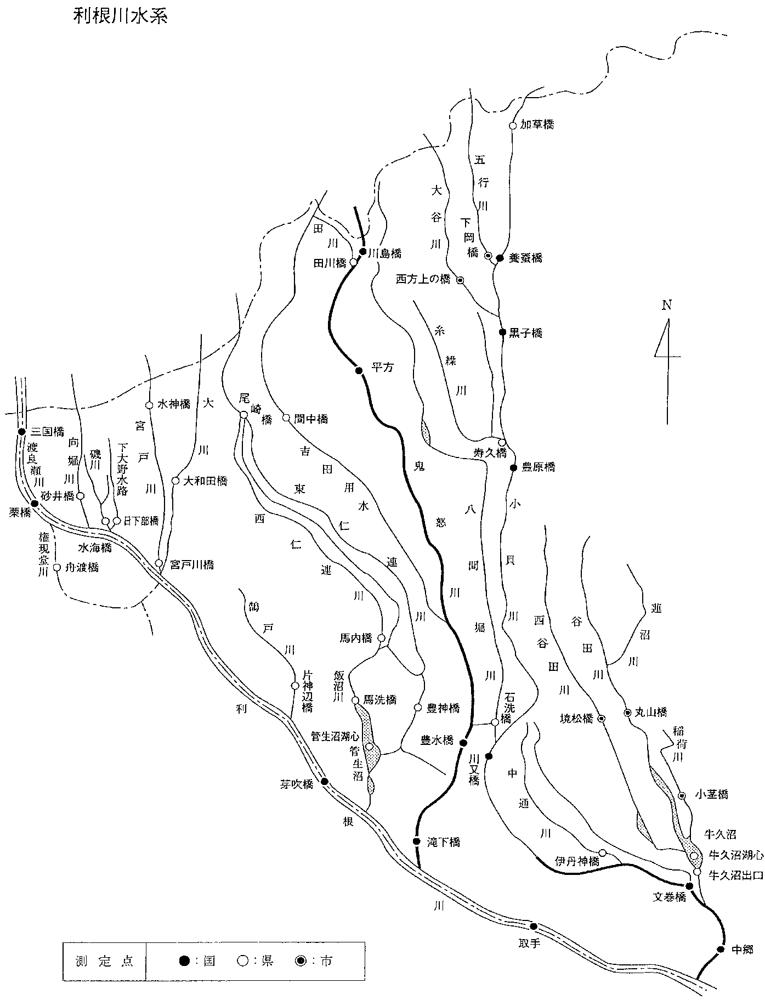 利根川水系
加草橋
五行川
大谷川
下岡橋
養蚕橋
田川
川島橋
田川橋
西方上の橋
N
糸繰川
黒子橋
平方
水神橋
大川
尾崎橋
間中橋
三国橋
渡良瀬川
向堀川
磯川
下大野水路
宮戸川
吉田用水
寿久橋
豊原橋
鬼怒川
大和田橋
砂井橋
栗橋
東仁連川
西仁連川
八間堀川
小貝川
日下部橋
権現堂川
水海橋
舟渡橋
宮戸川橋
鵠戸川
西谷田川
谷田川
蓮沼川
馬内橋
片神辺橋
飯沼川
馬洗橋
豊神橋
石洗橋
境松橋
丸山橋
稲荷川
利根川
菅生沼湖心
菅生沼
豊水橋
川又橋
芽吹橋
中通川
小茎橋
滝下橋
牛久沼
牛久沼湖心
伊丹神橋
牛久沼出口
文巻橋
取手
中郷
測定点
●:国 ○:県 ◉:市